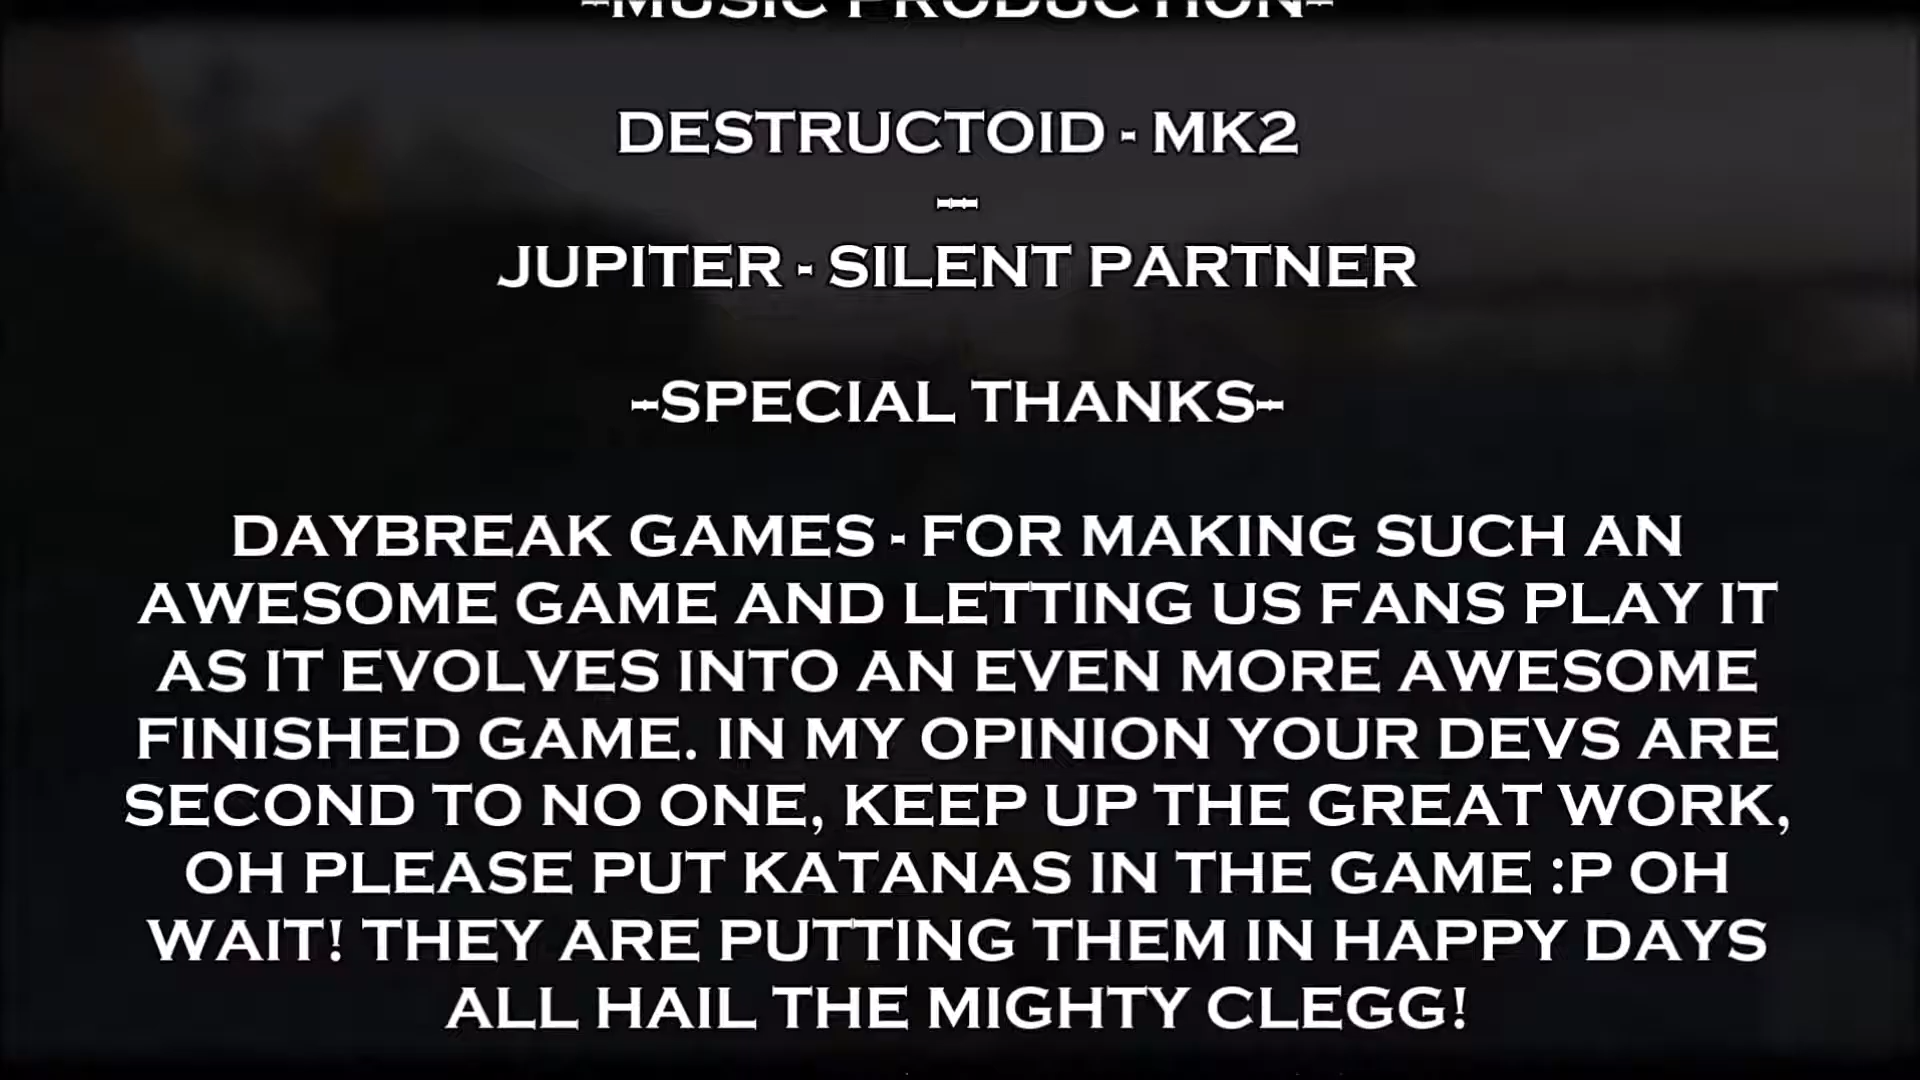 --MUSIC PRODUCTION--
DESTRUCTOID - MK2
---
JUPITER - SILENT PARTNER
--SPECIAL THANKS--
DAYBREAK GAMES - FOR MAKING SUCH AN
AWESOME GAME AND LETTING US FANS PLAY IT
AS IT EVOLVES INTO AN EVEN MORE AWESOME
FINISHED GAME. IN MY OPINION YOUR DEVS ARE
SECOND TO NO ONE, KEEP UP THE GREAT WORK,
OH PLEASE PUT KATANAS IN THE GAME :P OH
WAIT! THEY ARE PUTTING THEM IN HAPPY DAYS
ALL HAIL THE MIGHTY CLEGG!